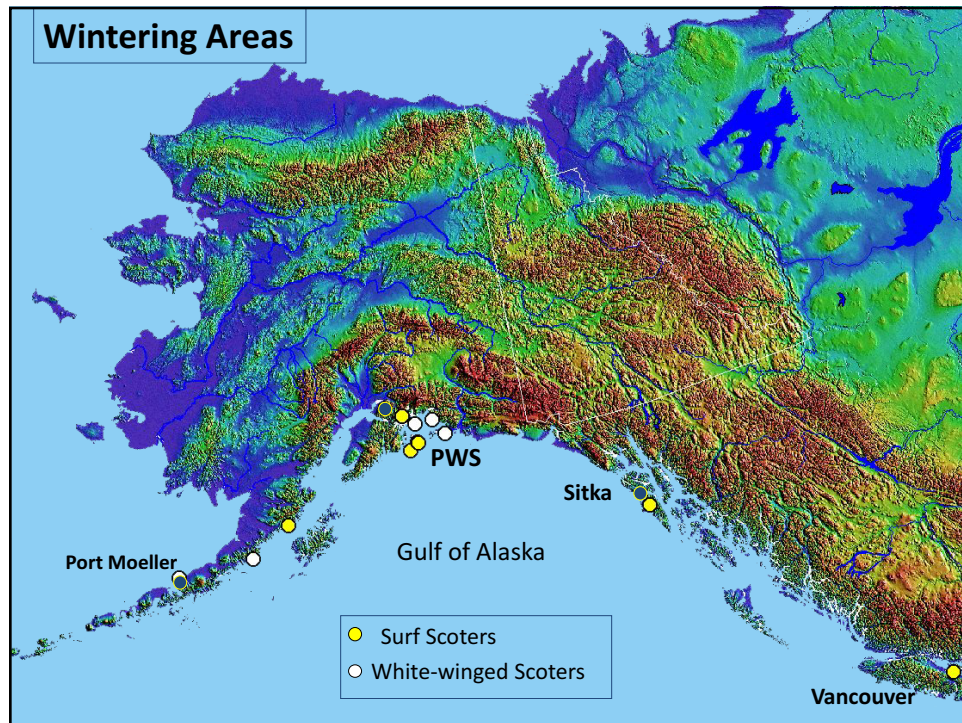 Wintering Areas
PWS
Sitka
Gulf of Alaska
Port Moeller
Surf Scoters
White-winged Scoters
Vancouver